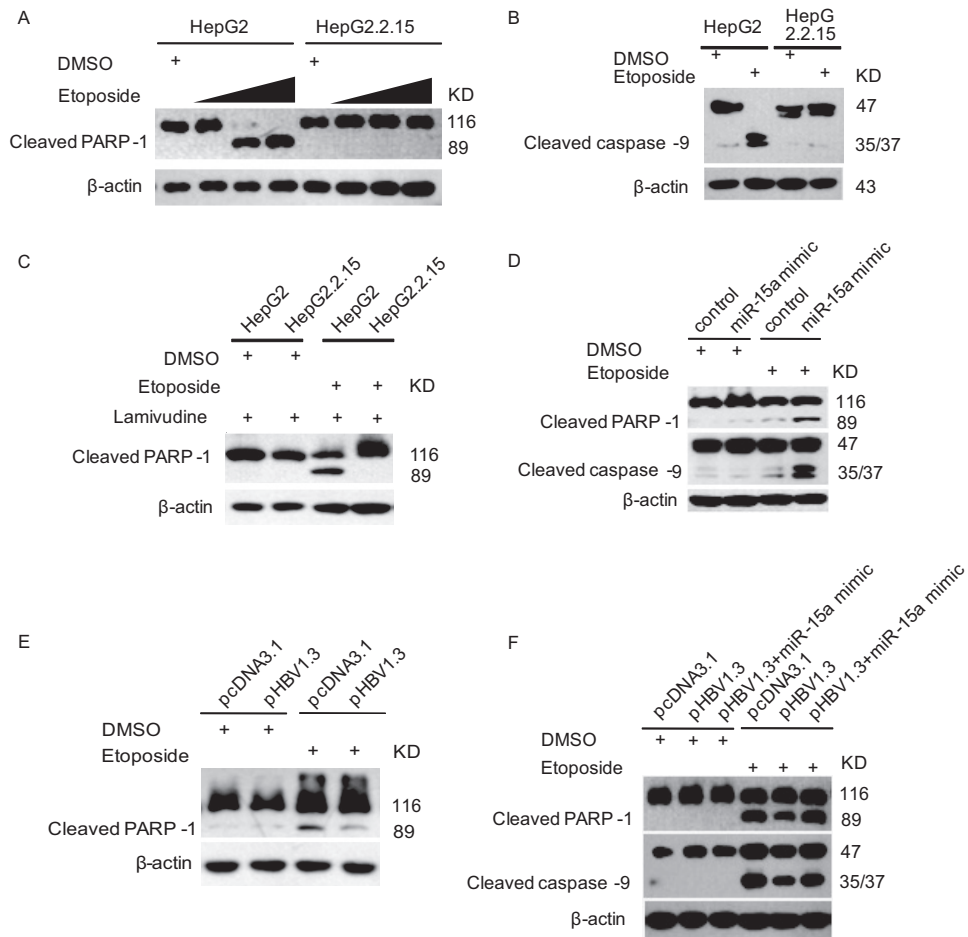 A
HepG2 HepG2.2.15
DMSO + +
Etoposide KD
Cleaved PARP -1 116
89
β-actin
B
HepG2 HepG
2.2.15
DMSO + +
Etoposide + + KD
47
Cleaved caspase -9 35/37
β-actin 43
C
HepG2 HepG2.2.15 HepG2 HepG2.2.15
DMSO + +
Etoposide + + KD
Lamivudine + + + +
Cleaved PARP -1 116
89
β-actin
D
control miR-15a mimic control miR-15a mimic
DMSO + +
Etoposide + + KD
116
Cleaved PARP -1 89
47
Cleaved caspase -9 35/37
β-actin
E
pcDNA3.1 pHBV1.3 pcDNA3.1 pHBV1.3
DMSO + +
Etoposide + + KD
116
Cleaved PARP -1 89
β-actin
F
pcDNA3.1 pHBV1.3 pHBV1.3+miR-15a mimic pcDNA3.1 pHBV1.3 pHBV1.3+miR-15a mimic
DMSO + + +
Etoposide + + + KD
116
Cleaved PARP -1 89
47
Cleaved caspase -9 35/37
β-actin